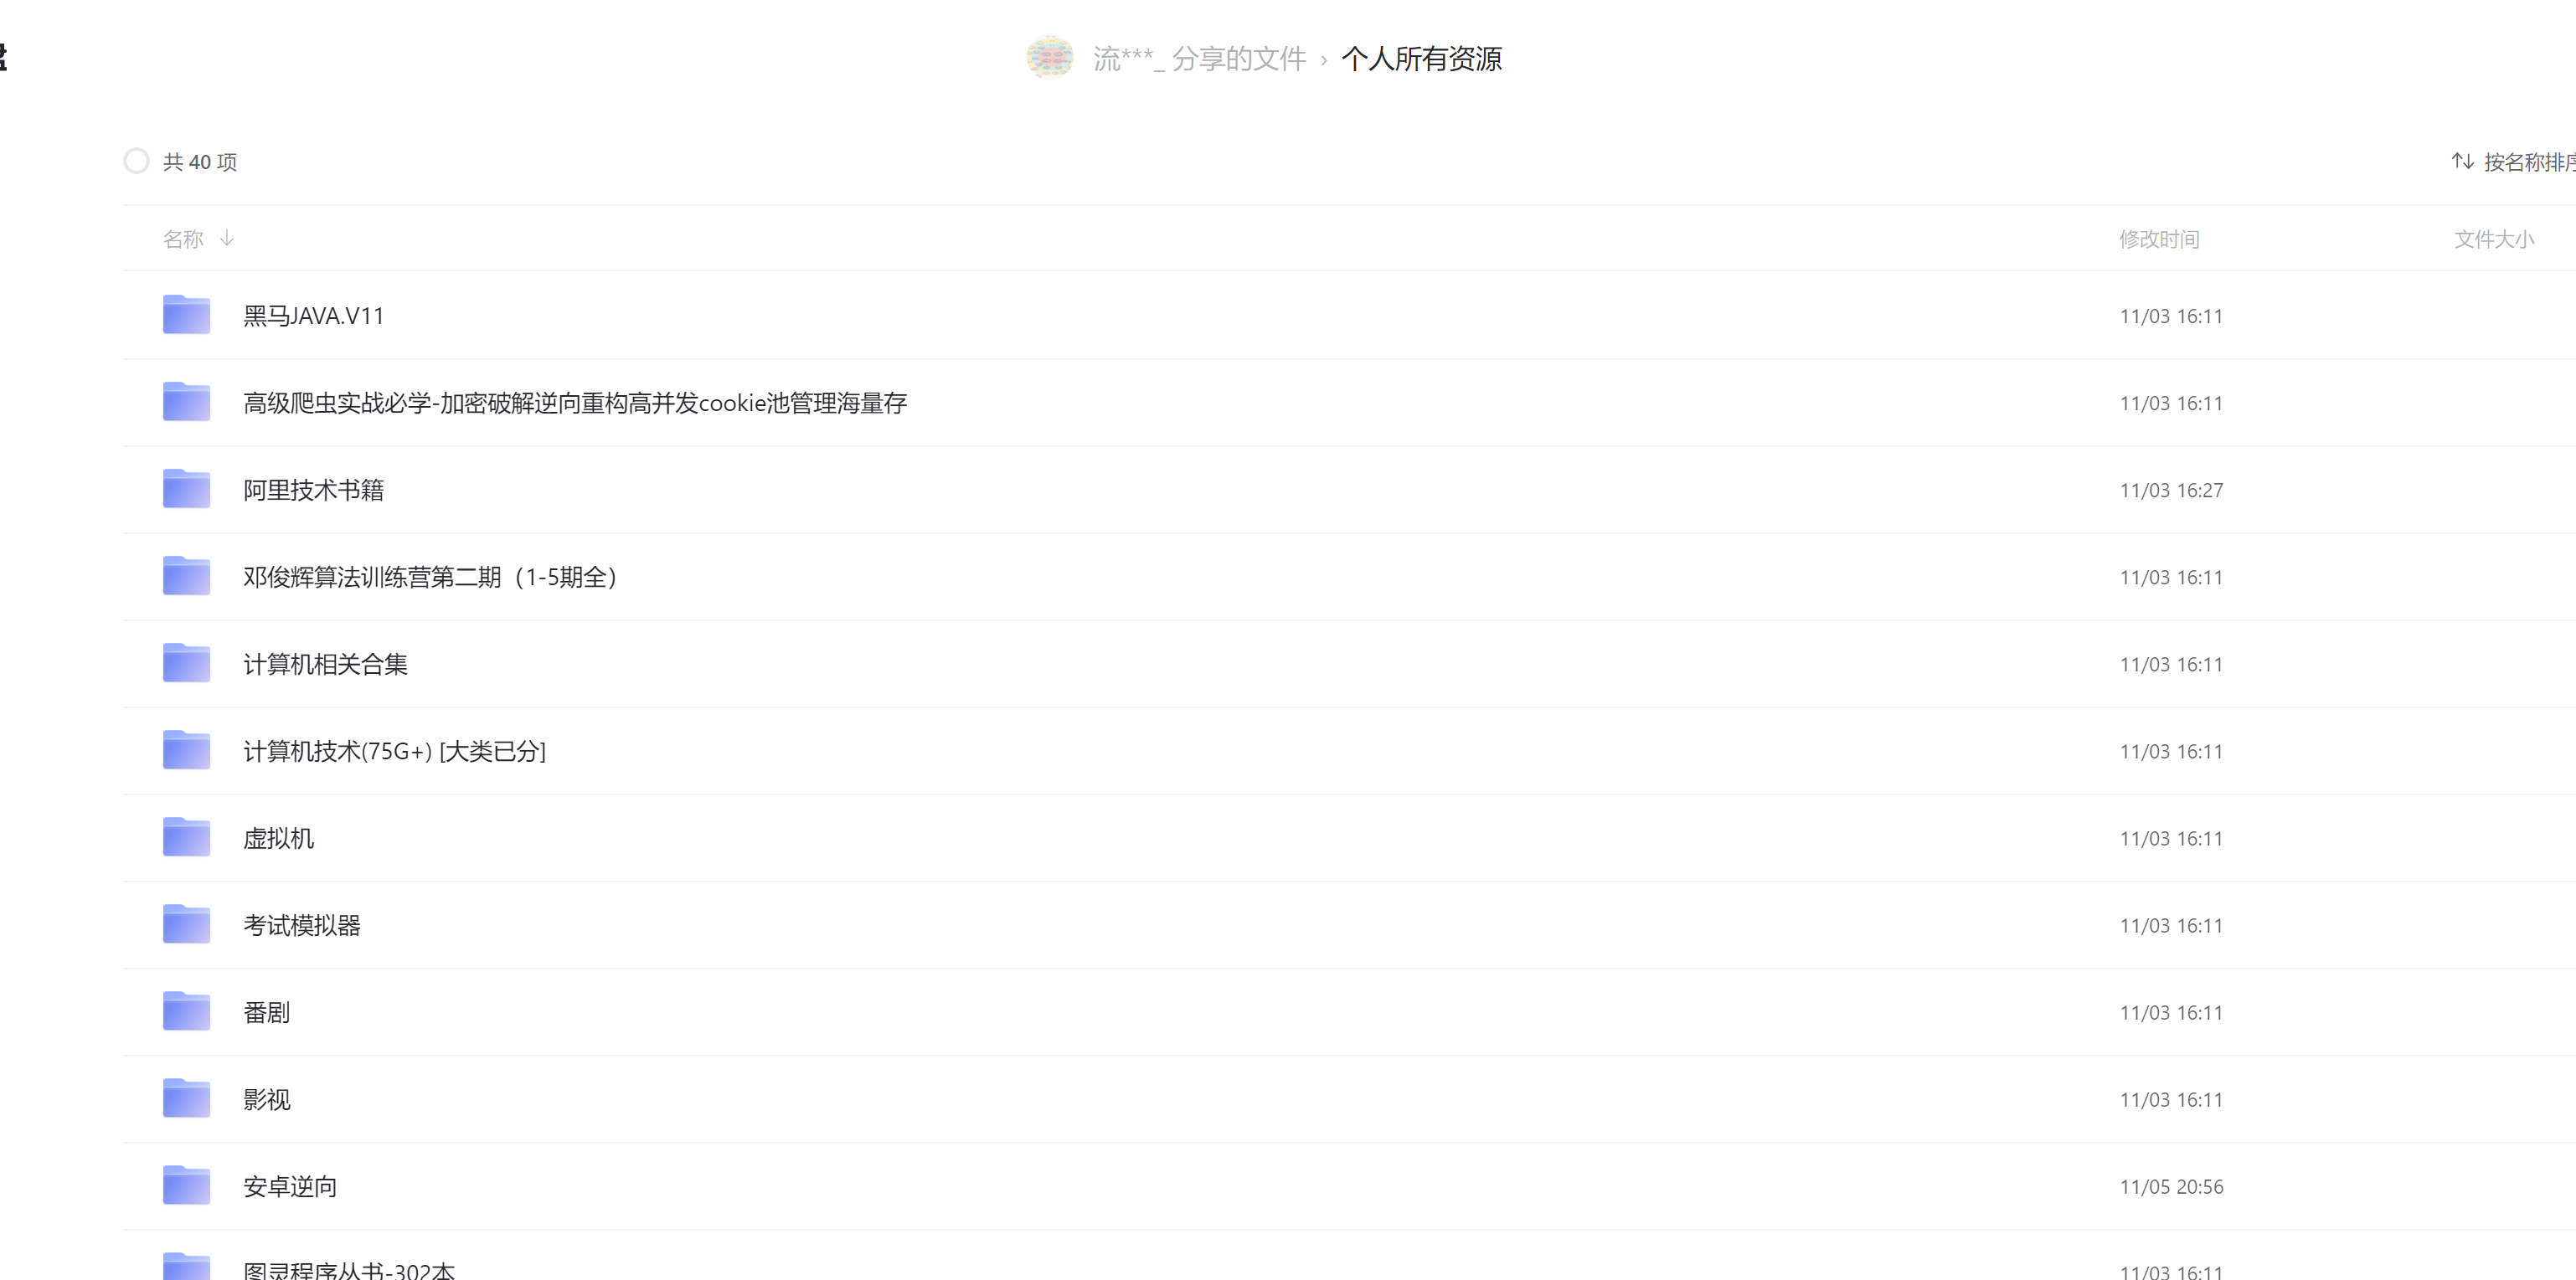 流***_ 分享的文件 › 个人所有资源
共 40 项
按名称排序
名称 修改时间 文件大小
黑马JAVA.V11 11/03 16:11
高级爬虫实战必学-加密破解逆向重构高并发cookie池管理海量存 11/03 16:11
阿里技术书籍 11/03 16:27
邓俊辉算法训练营第二期（1-5期全） 11/03 16:11
计算机相关合集 11/03 16:11
计算机技术(75G+) [大类已分] 11/03 16:11
虚拟机 11/03 16:11
考试模拟器 11/03 16:11
番剧 11/03 16:11
影视 11/03 16:11
安卓逆向 11/05 20:56
图灵程序丛书-302本 11/03 16:11